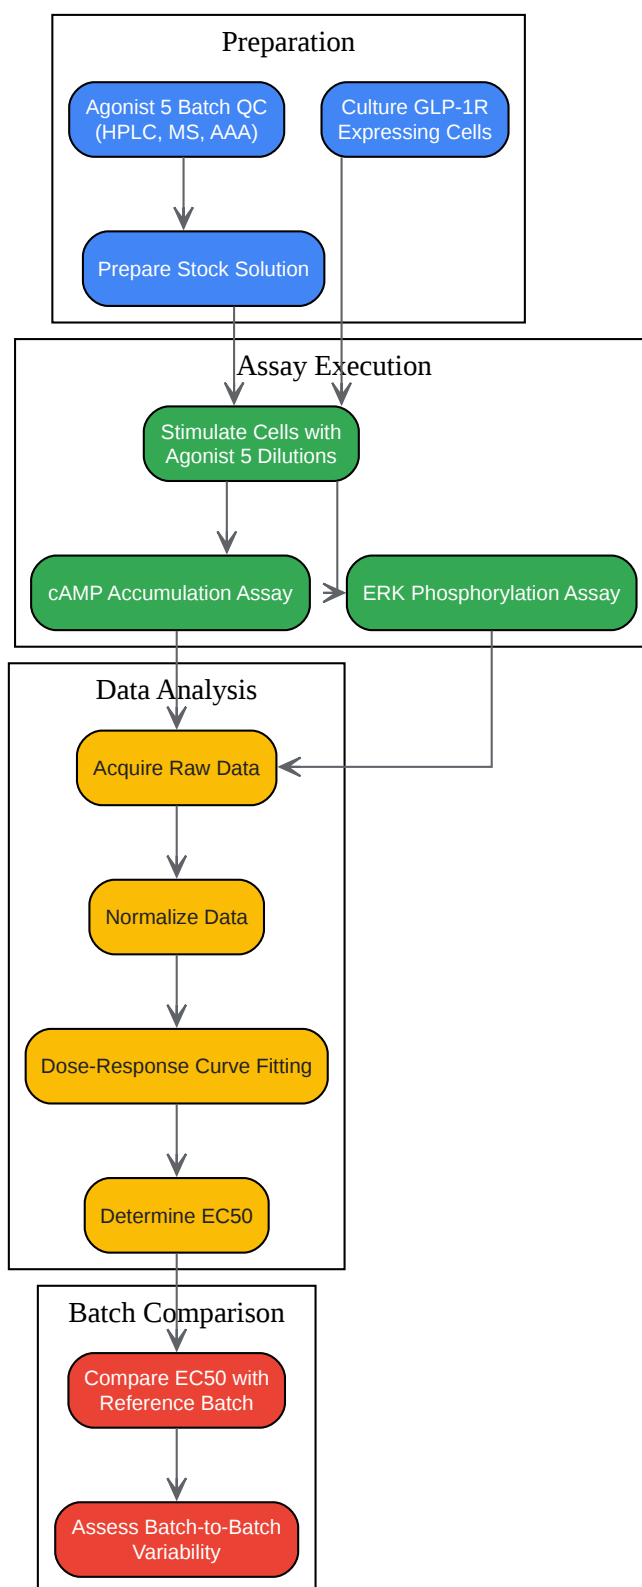 Preparation
Agonist 5 Batch QC
(HPLC, MS, AAA)
Culture GLP-1R
Expressing Cells
Prepare Stock Solution
Assay Execution
Stimulate Cells with
Agonist 5 Dilutions
cAMP Accumulation Assay
ERK Phosphorylation Assay
Data Analysis
Acquire Raw Data
Normalize Data
Dose-Response Curve Fitting
Determine EC50
Batch Comparison
Compare EC50 with
Reference Batch
Assess Batch-to-Batch
Variability